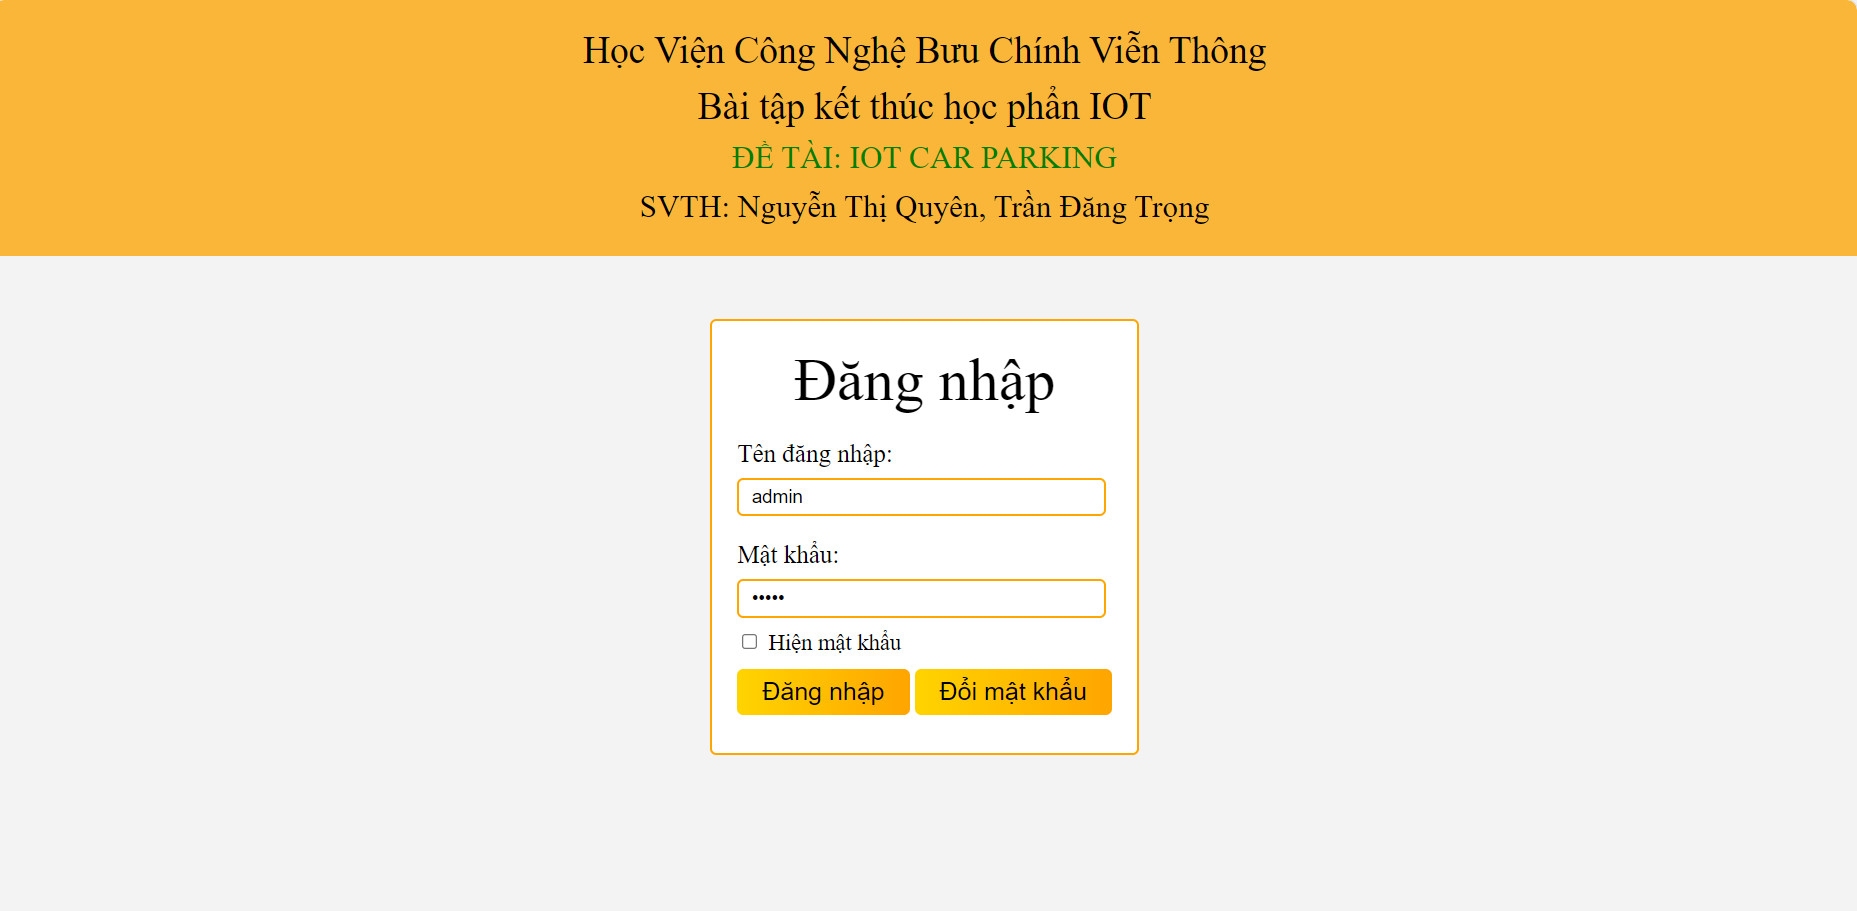 Học Viện Công Nghệ Bưu Chính Viễn Thông
Bài tập kết thúc học phẩn IOT
ĐỀ TÀI: IOT CAR PARKING
SVTH: Nguyễn Thị Quyên, Trần Đăng Trọng
Đăng nhập
Tên đăng nhập:
admin
Mật khẩu:
•••••
Hiện mật khẩu
Đăng nhập Đổi mật khẩu